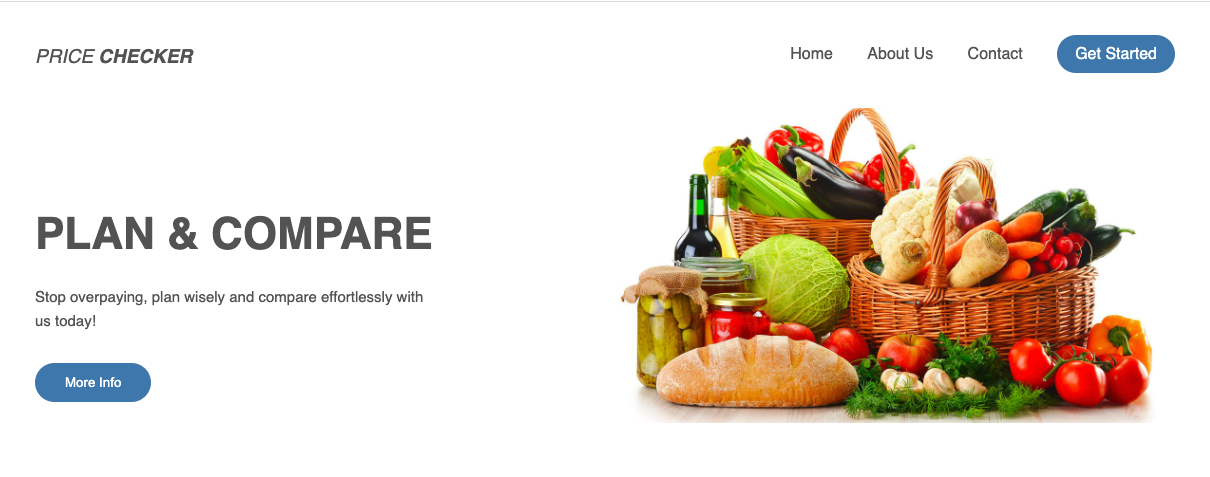 PRICE CHECKER
Home
About Us
Contact
Get Started
PLAN & COMPARE
Stop overpaying, plan wisely and compare effortlessly with
us today!
More Info